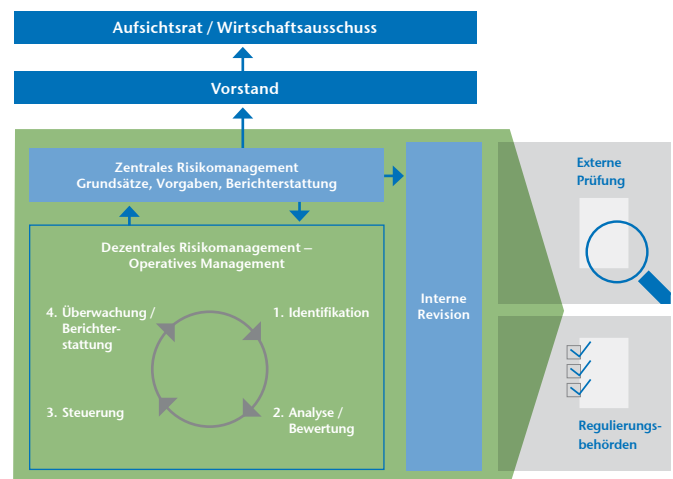 Aufsichtsrat / Wirtschaftsausschuss
Vorstand
Zentrales Risikomanagement
Grundsätze, Vorgaben, Berichterstattung
Dezentrales Risikomanagement –
Operatives Management
4. Überwachung /
Berichter-
stattung
1. Identifikation
3. Steuerung
2. Analyse /
Bewertung
Interne
Revision
Externe
Prüfung
Regulierungs-
behörden